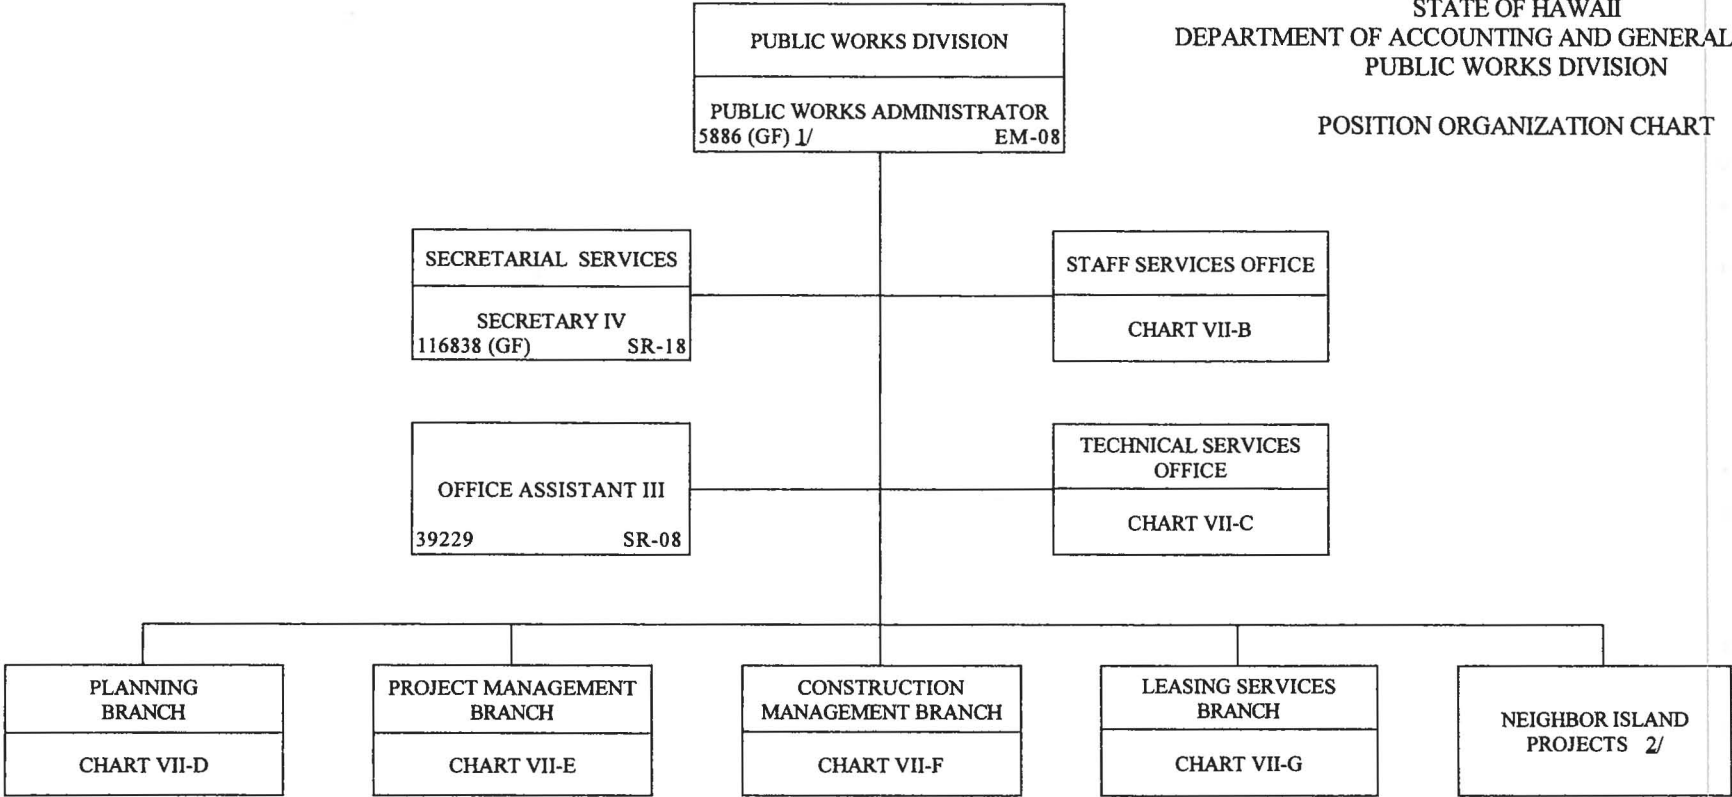 STATE OF HAWAII
DEPARTMENT OF ACCOUNTING AND GENERAL
PUBLIC WORKS DIVISION
POSITION ORGANIZATION CHART
PUBLIC WORKS DIVISION
PUBLIC WORKS ADMINISTRATOR
5886 (GF) 1/ EM-08
SECRETARIAL SERVICES
SECRETARY IV
116838 (GF) SR-18
STAFF SERVICES OFFICE
CHART VII-B
OFFICE ASSISTANT III
39229 SR-08
TECHNICAL SERVICES
OFFICE
CHART VII-C
PLANNING
BRANCH
CHART VII-D
PROJECT MANAGEMENT
BRANCH
CHART VII-E
CONSTRUCTION
MANAGEMENT BRANCH
CHART VII-F
LEASING SERVICES
BRANCH
CHART VII-G
NEIGHBOR ISLAND
PROJECTS 2/